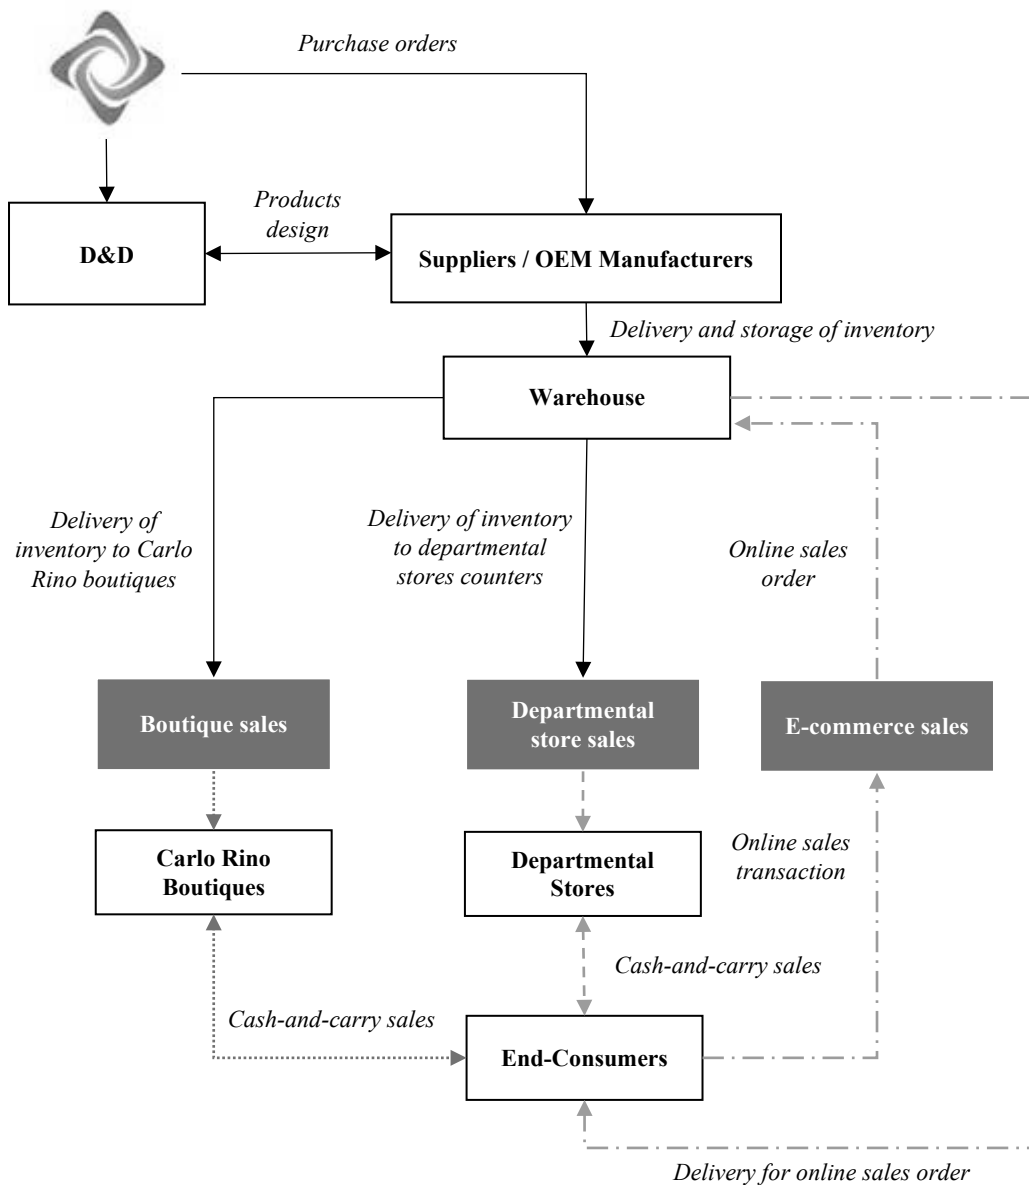 Purchase orders
Products
design
D&D
Suppliers / OEM Manufacturers
Delivery and storage of inventory
Warehouse
Delivery of
inventory to Carlo
Rino boutiques
Delivery of inventory
to departmental
stores counters
Online sales
order
Boutique sales
Departmental
store sales
E-commerce sales
Carlo Rino
Boutiques
Departmental
Stores
Online sales
transaction
Cash-and-carry sales
Cash-and-carry sales
End-Consumers
Delivery for online sales order